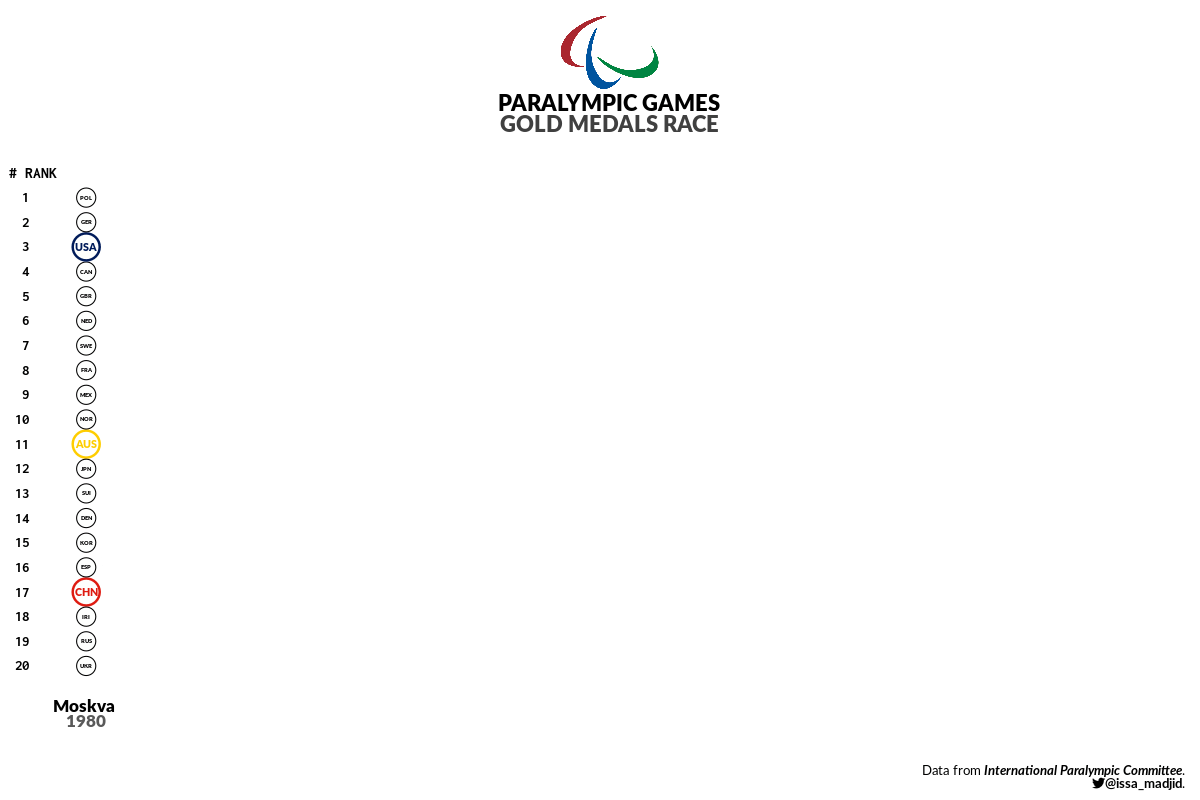 PARALYMPIC GAMES
GOLD MEDALS RACE
# RANK
1 POL
2 GER
3 USA
4 CAN
5 GBR
6 NED
7 SWE
8 FRA
9 MEX
10 NOR
11 AUS
12 JPN
13 SUI
14 DEN
15 KOR
16 ESP
17 CHN
18 IRI
19 RUS
20 UKR
Moskva
1980
Data from International Paralympic Committee.
@issa_madjid.